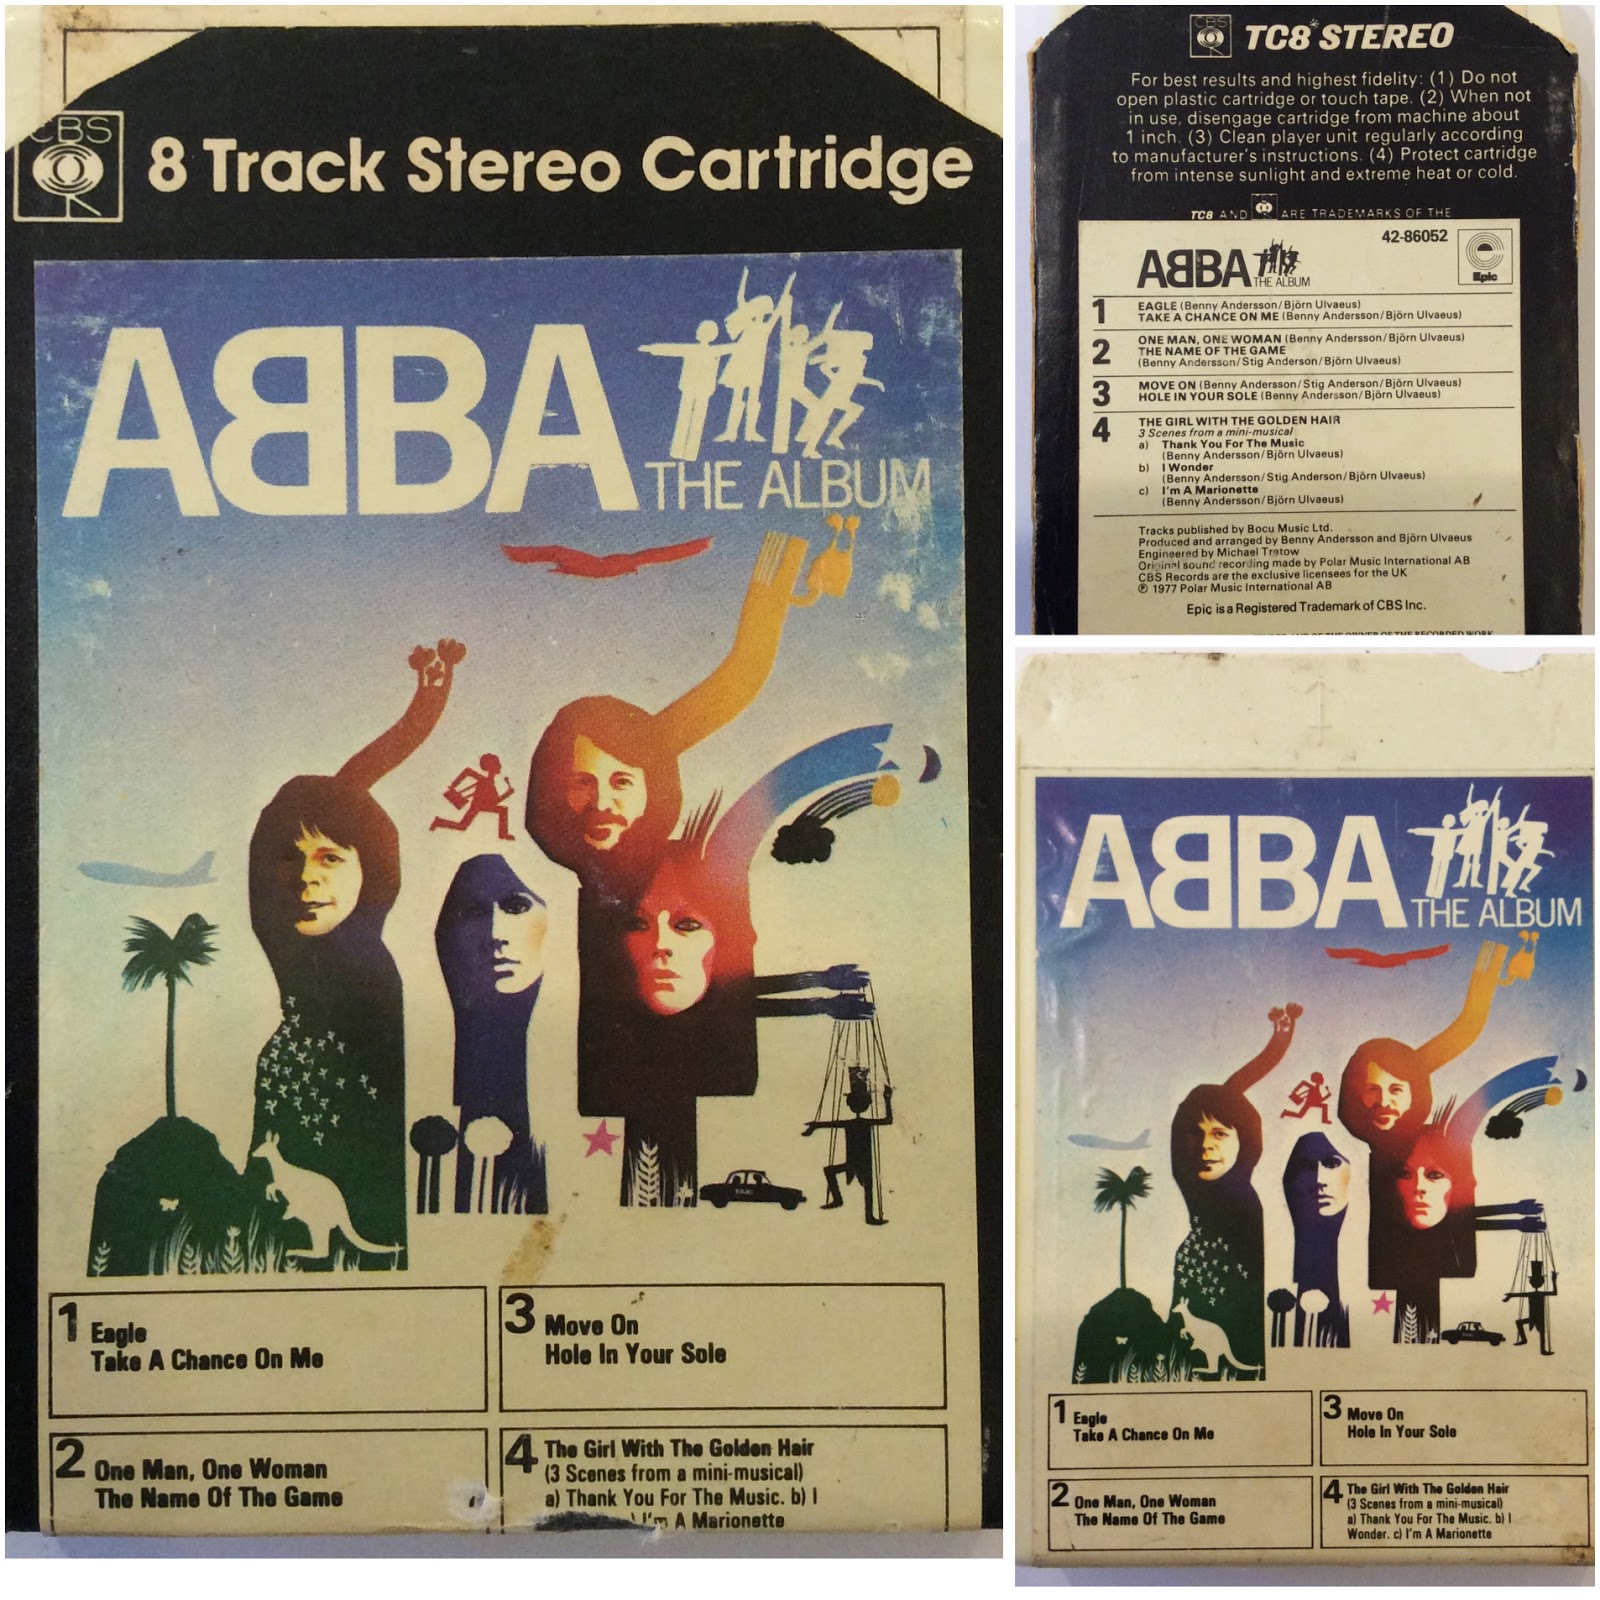 CBS
8 Track Stereo Cartridge
ABBA
THE ALBUM
TAXI
1 Eagle
Take A Chance On Me
2 One Man, One Woman
The Name Of The Game
3 Move On
Hole In Your Sole
4 The Girl With The Golden Hair
(3 Scenes from a mini-musical)
a) Thank You For The Music. b) I
) I'm A Marionette
CBS TC8 STEREO
For best results and highest fidelity: (1) Do not
open plastic cartridge or touch tape. (2) When not
in use, disengage cartridge from machine about
1 inch. (3) Clean player unit regularly according
to manufacturer's instructions. (4) Protect cartridge
from intense sunlight and extreme heat or cold.
TC8 AND ARE TRADEMARKS OF THE
42-86052
Epic
ABBA THE ALBUM
1 EAGLE (Benny Andersson/Björn Ulvaeus)
TAKE A CHANCE ON ME (Benny Andersson/Björn Ulvaeus)
2 ONE MAN, ONE WOMAN (Benny Andersson/Björn Ulvaeus)
THE NAME OF THE GAME
(Benny Andersson/Stig Anderson/Björn Ulvaeus)
3 MOVE ON (Benny Andersson/Stig Anderson/Björn Ulvaeus)
HOLE IN YOUR SOLE (Benny Andersson/Björn Ulvaeus)
4 THE GIRL WITH THE GOLDEN HAIR
3 Scenes from a mini-musical
a) Thank You For The Music
(Benny Andersson/Björn Ulvaeus)
b) I Wonder
(Benny Andersson/Stig Anderson/Björn Ulvaeus)
c) I'm A Marionette
(Benny Andersson/Björn Ulvaeus)
Tracks published by Bocu Music Ltd.
Produced and arranged by Benny Andersson and Björn Ulvaeus
Engineered by Michael Tretow
Original sound recording made by Polar Music International AB
CBS Records are the exclusive licensees for the UK
℗ 1977 Polar Music International AB
Epic is a Registered Trademark of CBS Inc.
OF THE OWNER OF THE RECORDED WORK
ABBA
THE ALBUM
1 Eagle
Take A Chance On Me
2 One Man, One Woman
The Name Of The Game
3 Move On
Hole In Your Sole
4 The Girl With The Golden Hair
(3 Scenes from a mini-musical)
a) Thank You For The Music. b) I
Wonder. c) I'm A Marionette